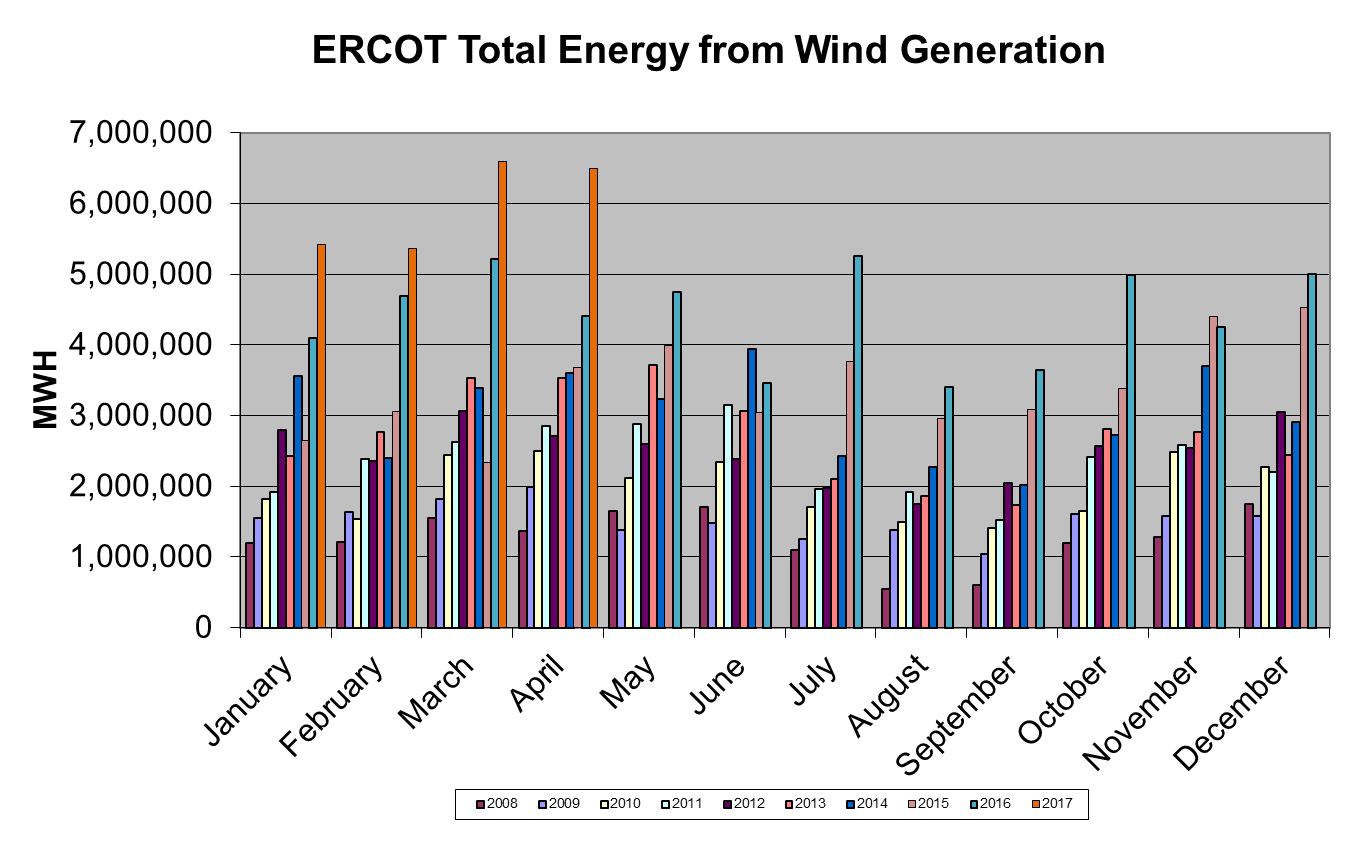 ERCOT Total Energy from Wind Generation
7,000,000
6,000,000
5,000,000
4,000,000
3,000,000
2,000,000
1,000,000
0
MWH
January
February
March
April
May
June
July
August
September
October
November
December
2008 2009 2010 2011 2012 2013 2014 2015 2016 2017